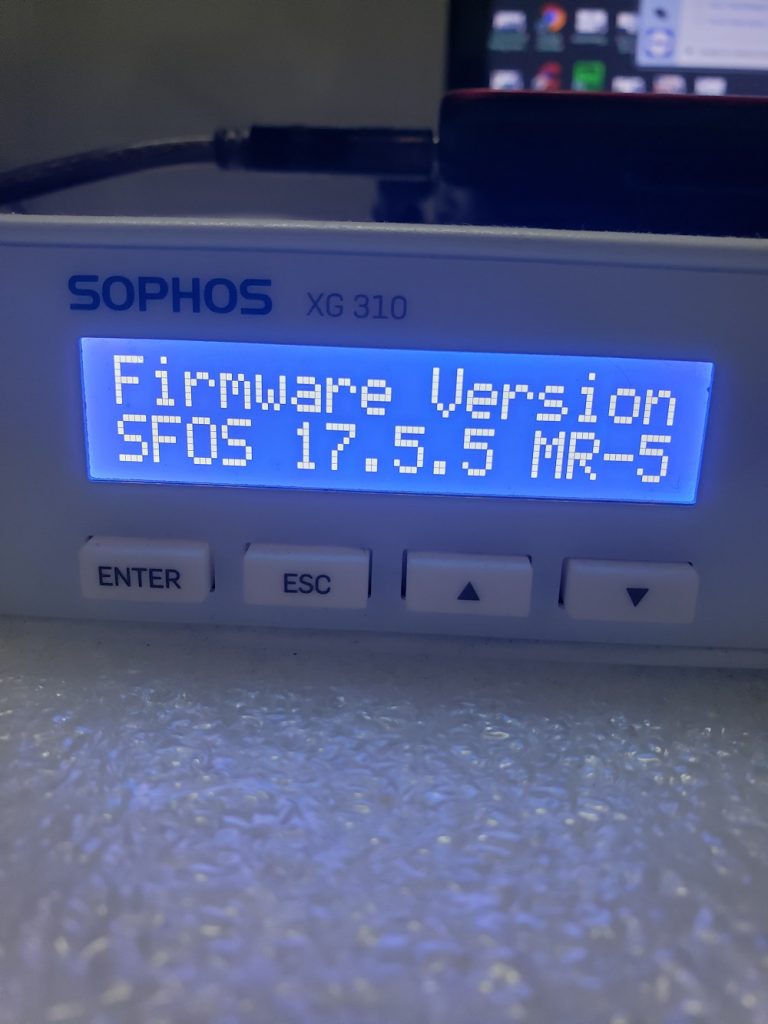 SOPHOS XG 310
Firmware Version
SFOS 17.5.5 MR-5
ENTER ESC ▲ ▼